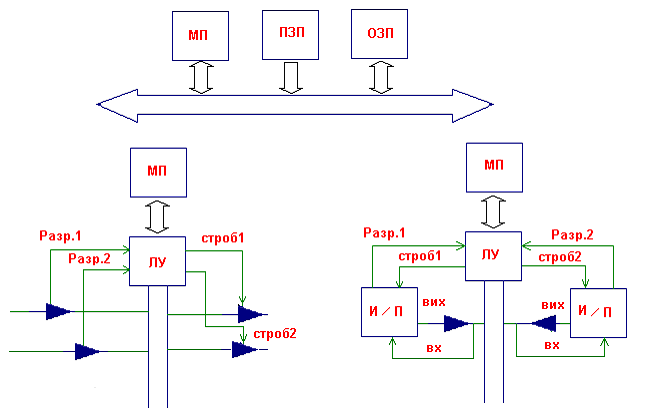 МП ПЗП ОЗП
МП
Разр.1
Разр.2
ЛУ
строб1
строб2
МП
Разр.1
строб1
ЛУ
Разр.2
строб2
И / П
вих
вх
вих
вх
И / П